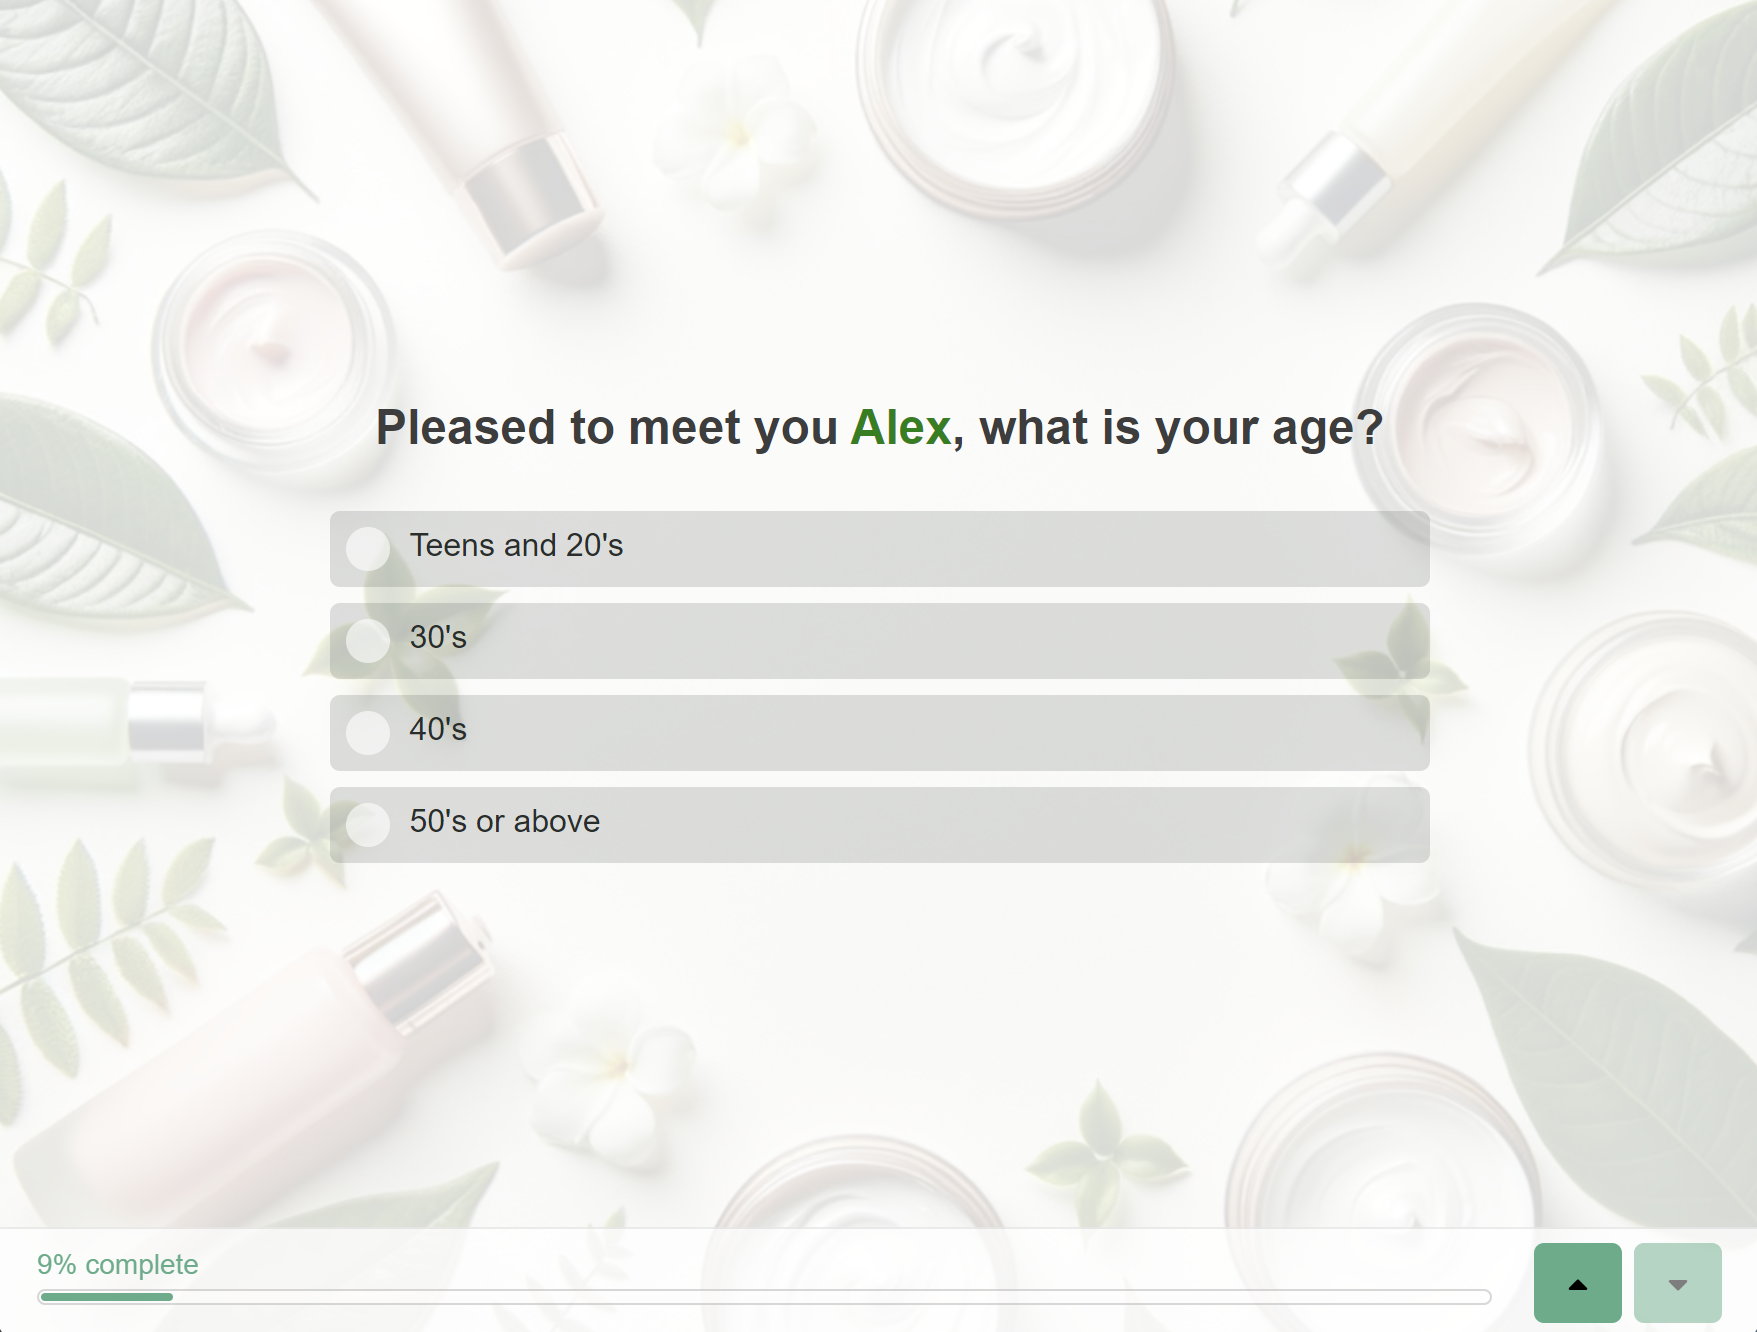 Pleased to meet you Alex, what is your age?
Teens and 20's
30's
40's
50's or above
9% complete